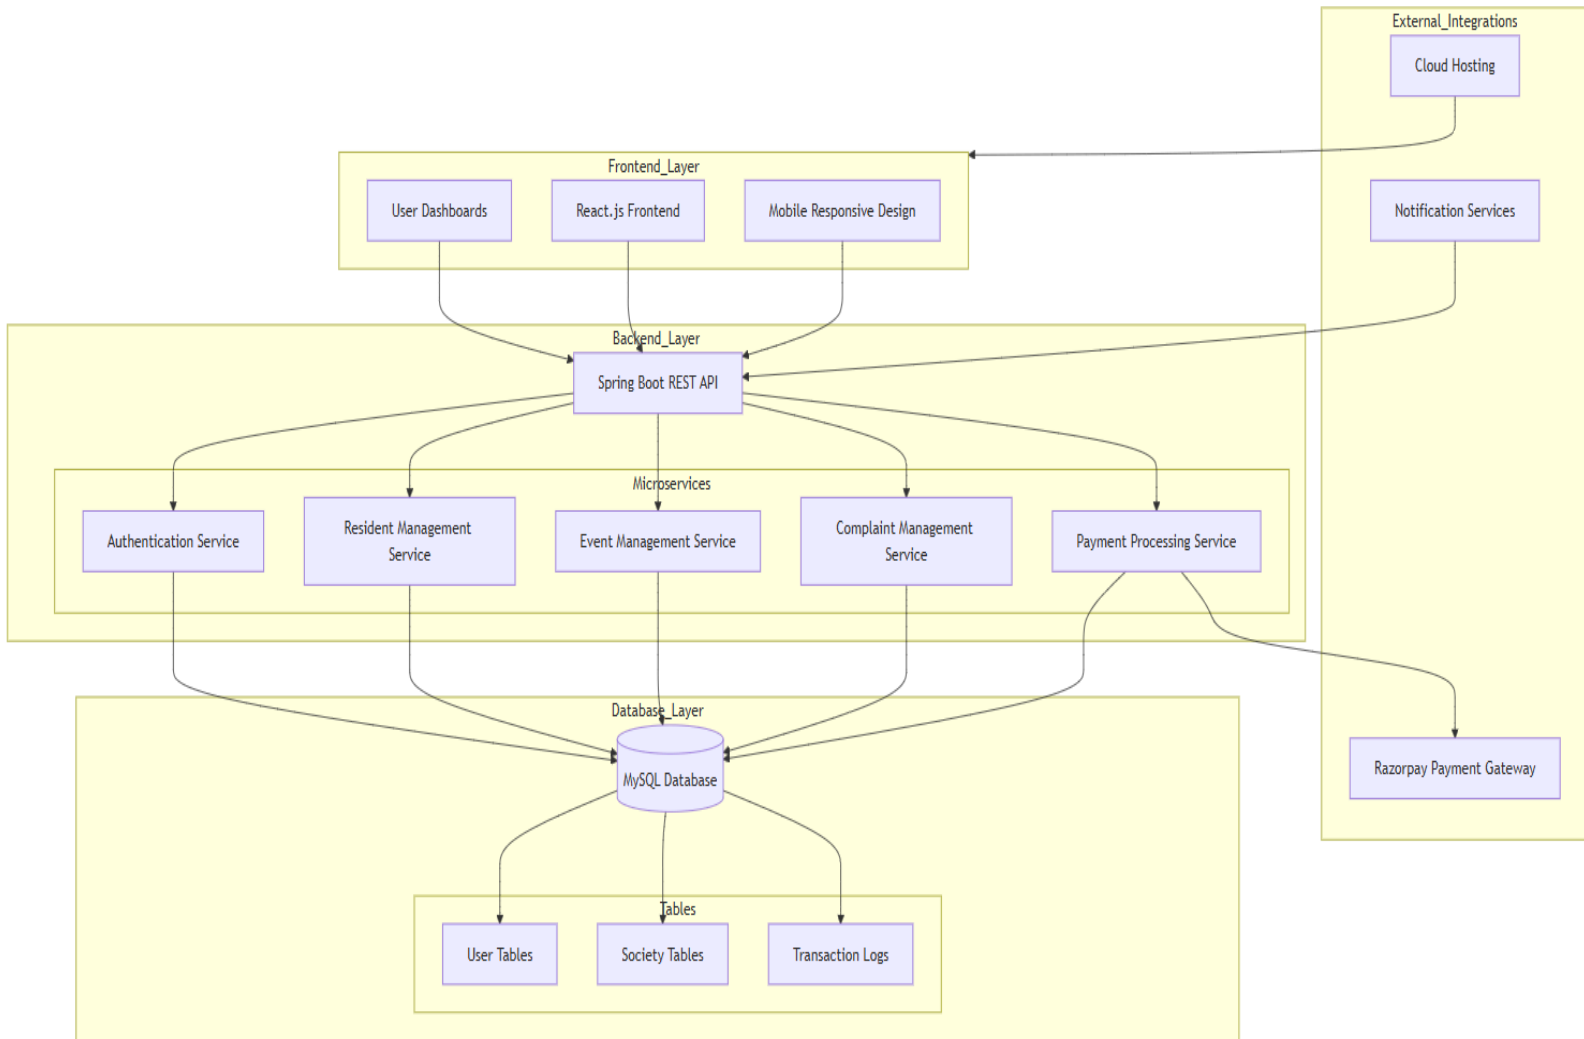 External_Integrations
Cloud Hosting
Frontend_Layer
User Dashboards
React.js Frontend
Mobile Responsive Design
Notification Services
Backend_Layer
Spring Boot REST API
Microservices
Authentication Service
Resident Management
Service
Event Management Service
Complaint Management
Service
Payment Processing Service
Database_Layer
MySQL Database
Razorpay Payment Gateway
Tables
User Tables
Society Tables
Transaction Logs